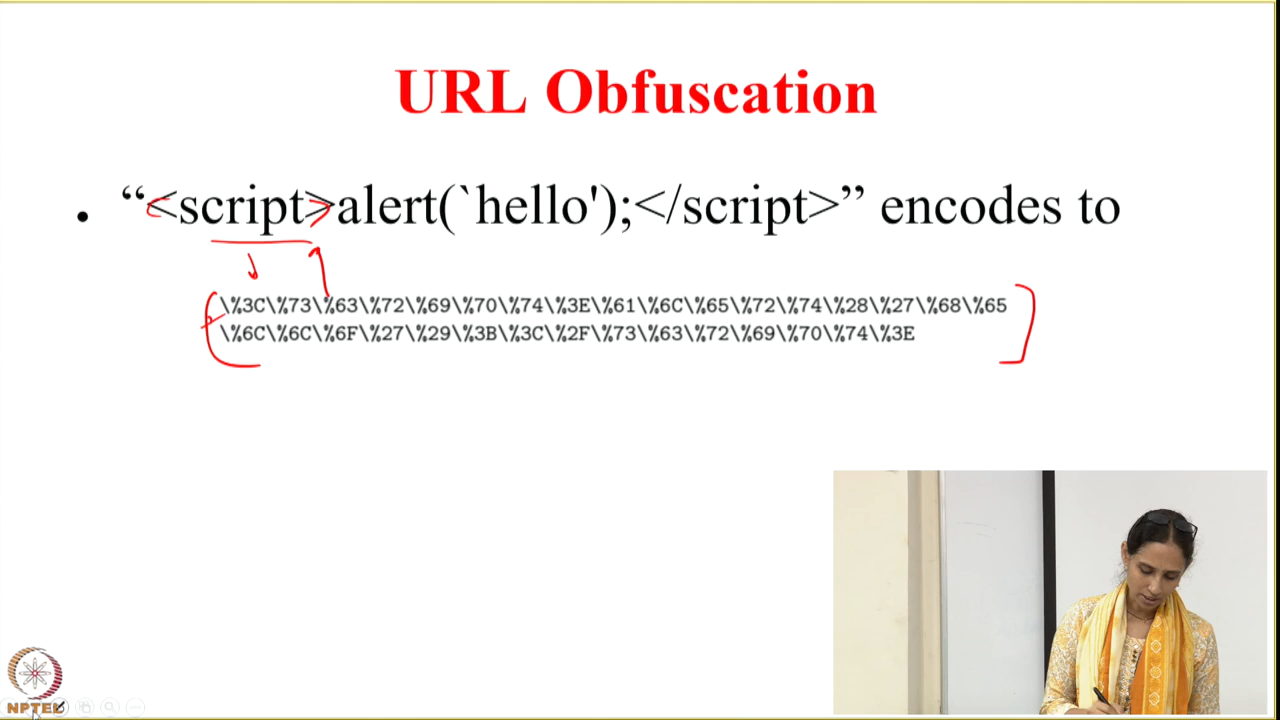 URL Obfuscation
• “<script>alert(`hello');</script>” encodes to
\%3C\%73\%63\%72\%69\%70\%74\%3E\%61\%6C\%65\%72\%74\%28\%27\%68\%65
\%6C\%6C\%6F\%27\%29\%3B\%3C\%2F\%73\%63\%72\%69\%70\%74\%3E
NPTEL